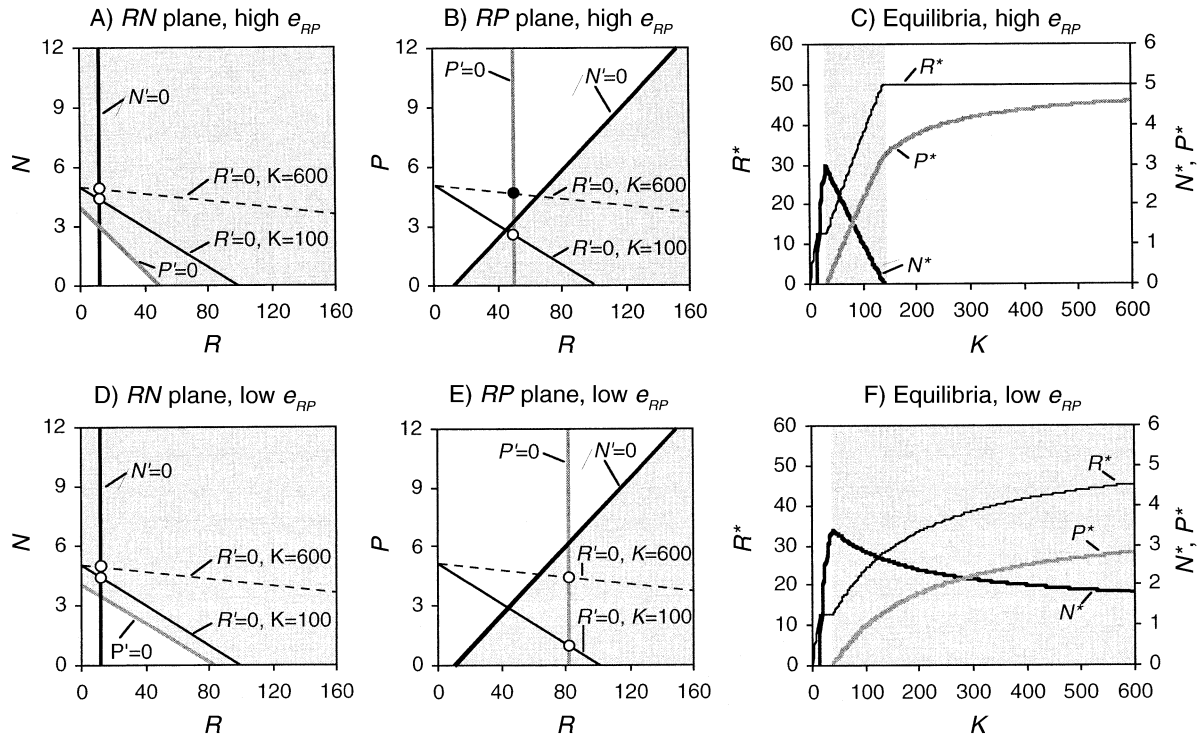 A) RN plane, high eRP
B) RP plane, high eRP
C) Equilibria, high eRP
12
9
6
3
0
N
N'=0
R'=0, K=600
R'=0, K=100
P'=0
0 40 80 120 160
R
12
9
6
3
0
P
P'=0
N'=0
R'=0, K=600
R'=0, K=100
0 40 80 120 160
R
60
50
40
30
20
10
0
R*
R*
P*
N*
6
5
4
3
2
1
0
N*, P*
0 100 200 300 400 500 600
K
D) RN plane, low eRP
E) RP plane, low eRP
F) Equilibria, low eRP
12
9
6
3
0
N
N'=0
R'=0, K=600
R'=0, K=100
P'=0
0 40 80 120 160
R
12
9
6
3
0
P
P'=0
N'=0
R'=0, K=600
R'=0, K=100
0 40 80 120 160
R
60
50
40
30
20
10
0
R*
R*
P*
N*
6
5
4
3
2
1
0
N*, P*
0 100 200 300 400 500 600
K